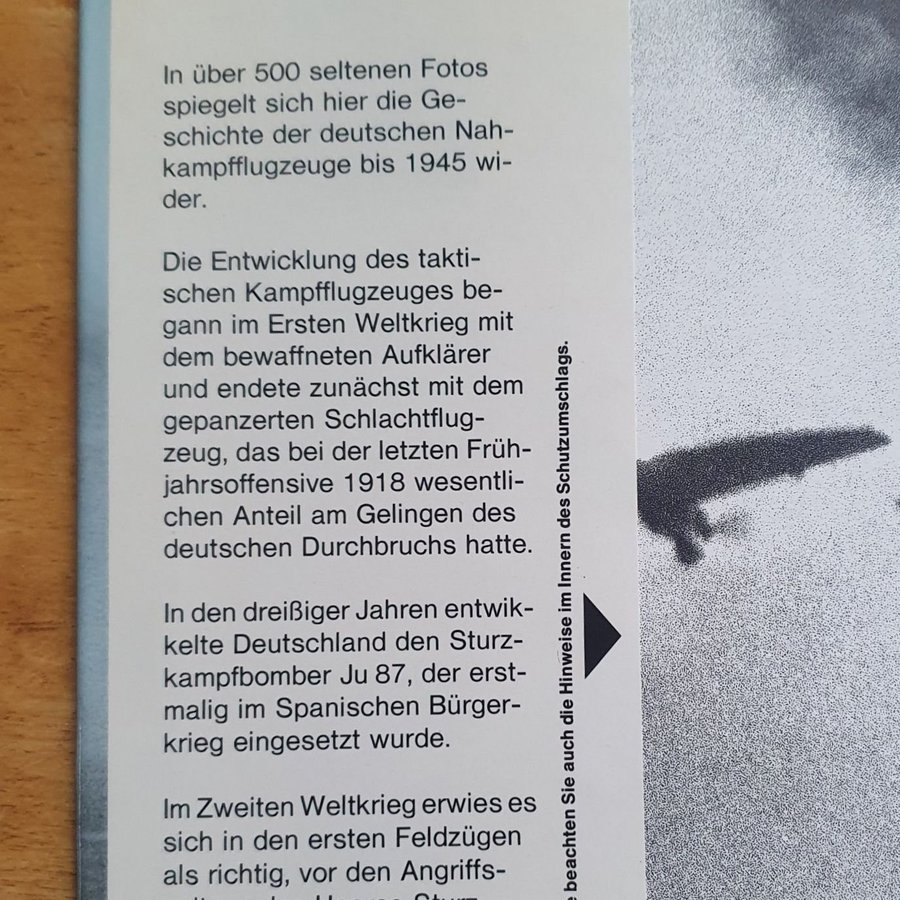 In über 500 seltenen Fotos
spiegelt sich hier die Ge-
schichte der deutschen Nah-
kampfflugzeuge bis 1945 wi-
der.
Die Entwicklung des takti-
schen Kampfflugzeuges be-
gann im Ersten Weltkrieg mit
dem bewaffneten Aufklärer
und endete zunächst mit dem
gepanzerten Schlachtflug-
zeug, das bei der letzten Früh-
jahrsoffensive 1918 wesentli-
chen Anteil am Gelingen des
deutschen Durchbruchs hatte.
In den dreißiger Jahren entwik-
kelte Deutschland den Sturz-
kampfbomber Ju 87, der erst-
malig im Spanischen Bürger-
krieg eingesetzt wurde.
Im Zweiten Weltkrieg erwies es
sich in den ersten Feldzügen
als richtig, vor den Angriffs-
beachten Sie auch die Hinweise im Innern des Schutzumschlags.